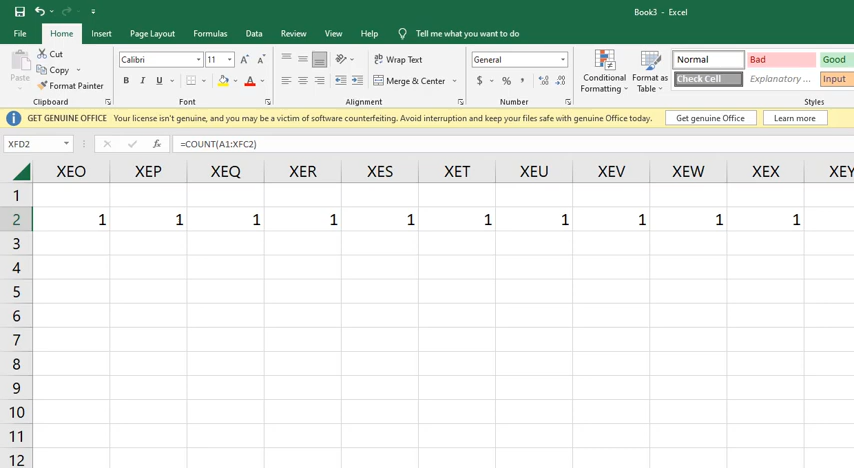 Book3 - Excel
File Home Insert Page Layout Formulas Data Review View Help Tell me what you want to do
Paste
Cut
Copy
Format Painter
Clipboard
Calibri 11 A A
B I U A
Font
ab Wrap Text
Merge & Center
Alignment
General
$ % , .00 .0
Number
Conditional Formatting
Format as Table
Normal Bad Good
Check Cell Explanatory ... Input
Styles
GET GENUINE OFFICE Your license isn't genuine, and you may be a victim of software counterfeiting. Avoid interruption and keep your files safe with genuine Office today. Get genuine Office Learn more
XFD2 fx =COUNT(A1:XFC2)
XEO XEP XEQ XER XES XET XEU XEV XEW XEX XEY
1
2 1 1 1 1 1 1 1 1 1 1
3
4
5
6
7
8
9
10
11
12